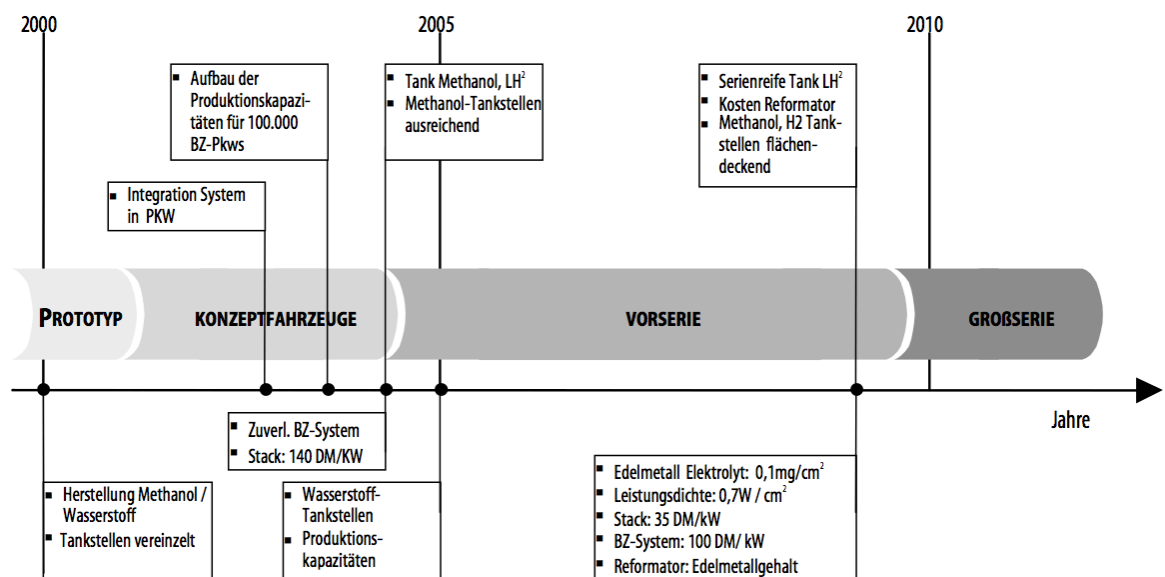 2000
2005
2010
▪ Aufbau der
Produktionskapazi-
täten für 100.000
BZ-Pkws
▪ Tank Methanol, LH²
▪ Methanol-Tankstellen
ausreichend
▪ Serienreife Tank LH²
▪ Kosten Reformator
▪ Methanol, H2 Tank-
stellen flächen-
deckend
▪ Integration System
in PKW
PROTOTYP
KONZEPTFAHRZEUGE
VORSERIE
GROßSERIE
Jahre
▪ Zuverl. BZ-System
▪ Stack: 140 DM/KW
▪ Herstellung Methanol /
Wasserstoff
▪ Tankstellen vereinzelt
▪ Wasserstoff-
Tankstellen
▪ Produktions-
kapazitäten
▪ Edelmetall Elektrolyt: 0,1mg/cm²
▪ Leistungsdichte: 0,7W / cm²
▪ Stack: 35 DM/kW
▪ BZ-System: 100 DM/ kW
▪ Reformator: Edelmetallgehalt